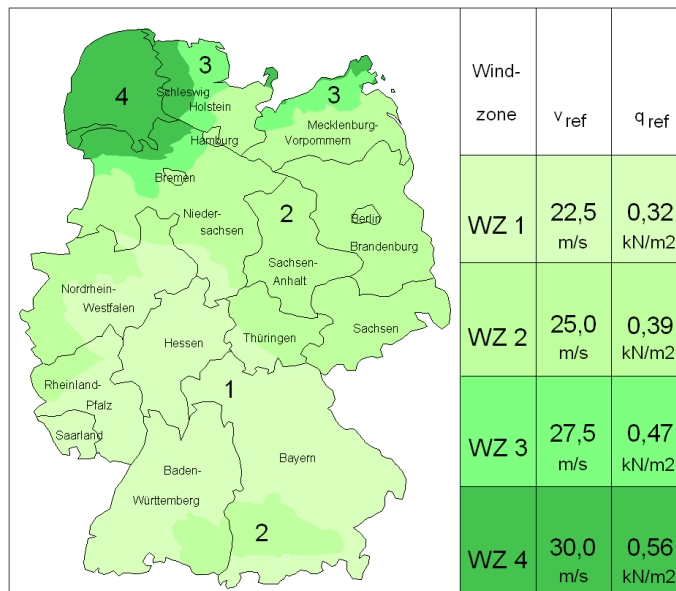 3
4
Schleswig
Holstein
3
Mecklenburg-
Vorpommern
Hamburg
Bremen
Nieder-
sachsen
2
Berlin
Brandenburg
Sachsen-
Anhalt
Nordrhein-
Westfalen
Hessen
Thüringen
Sachsen
Rheinland-
Pfalz
1
Saarland
Bayern
Baden-
Württemberg
2
Wind-
zone v ref q ref
WZ 1 22,5 0,32
m/s kN/m2
WZ 2 25,0 0,39
m/s kN/m2
WZ 3 27,5 0,47
m/s kN/m2
WZ 4 30,0 0,56
m/s kN/m2